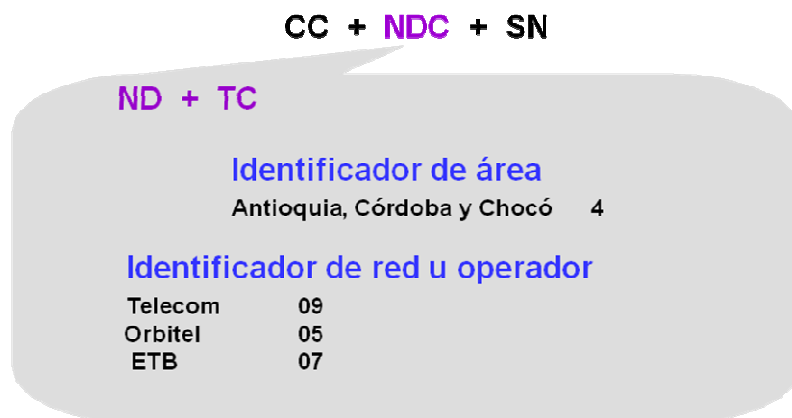 CC + NDC + SN
ND + TC
Identificador de área
Antioquia, Córdoba y Chocó 4
Identificador de red u operador
Telecom 09
Orbitel 05
ETB 07